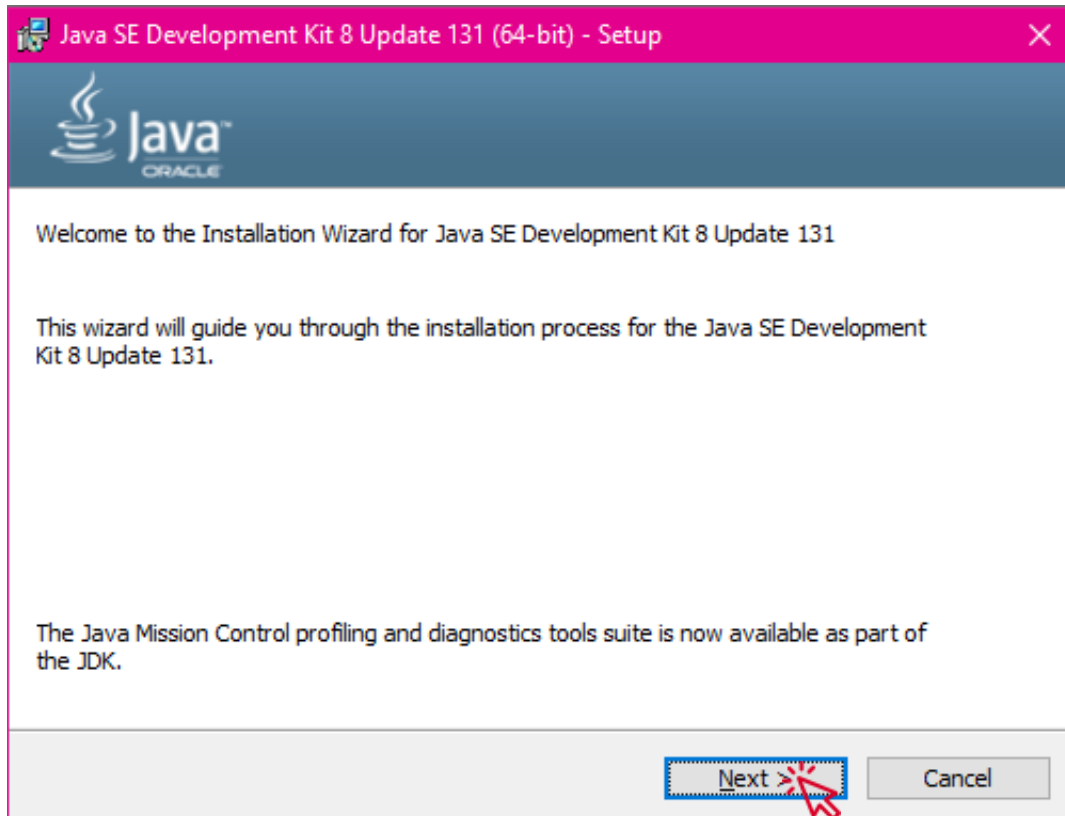 Java SE Development Kit 8 Update 131 (64-bit) - Setup
Java™
ORACLE
Welcome to the Installation Wizard for Java SE Development Kit 8 Update 131
This wizard will guide you through the installation process for the Java SE Development
Kit 8 Update 131.
The Java Mission Control profiling and diagnostics tools suite is now available as part of
the JDK.
Next >
Cancel